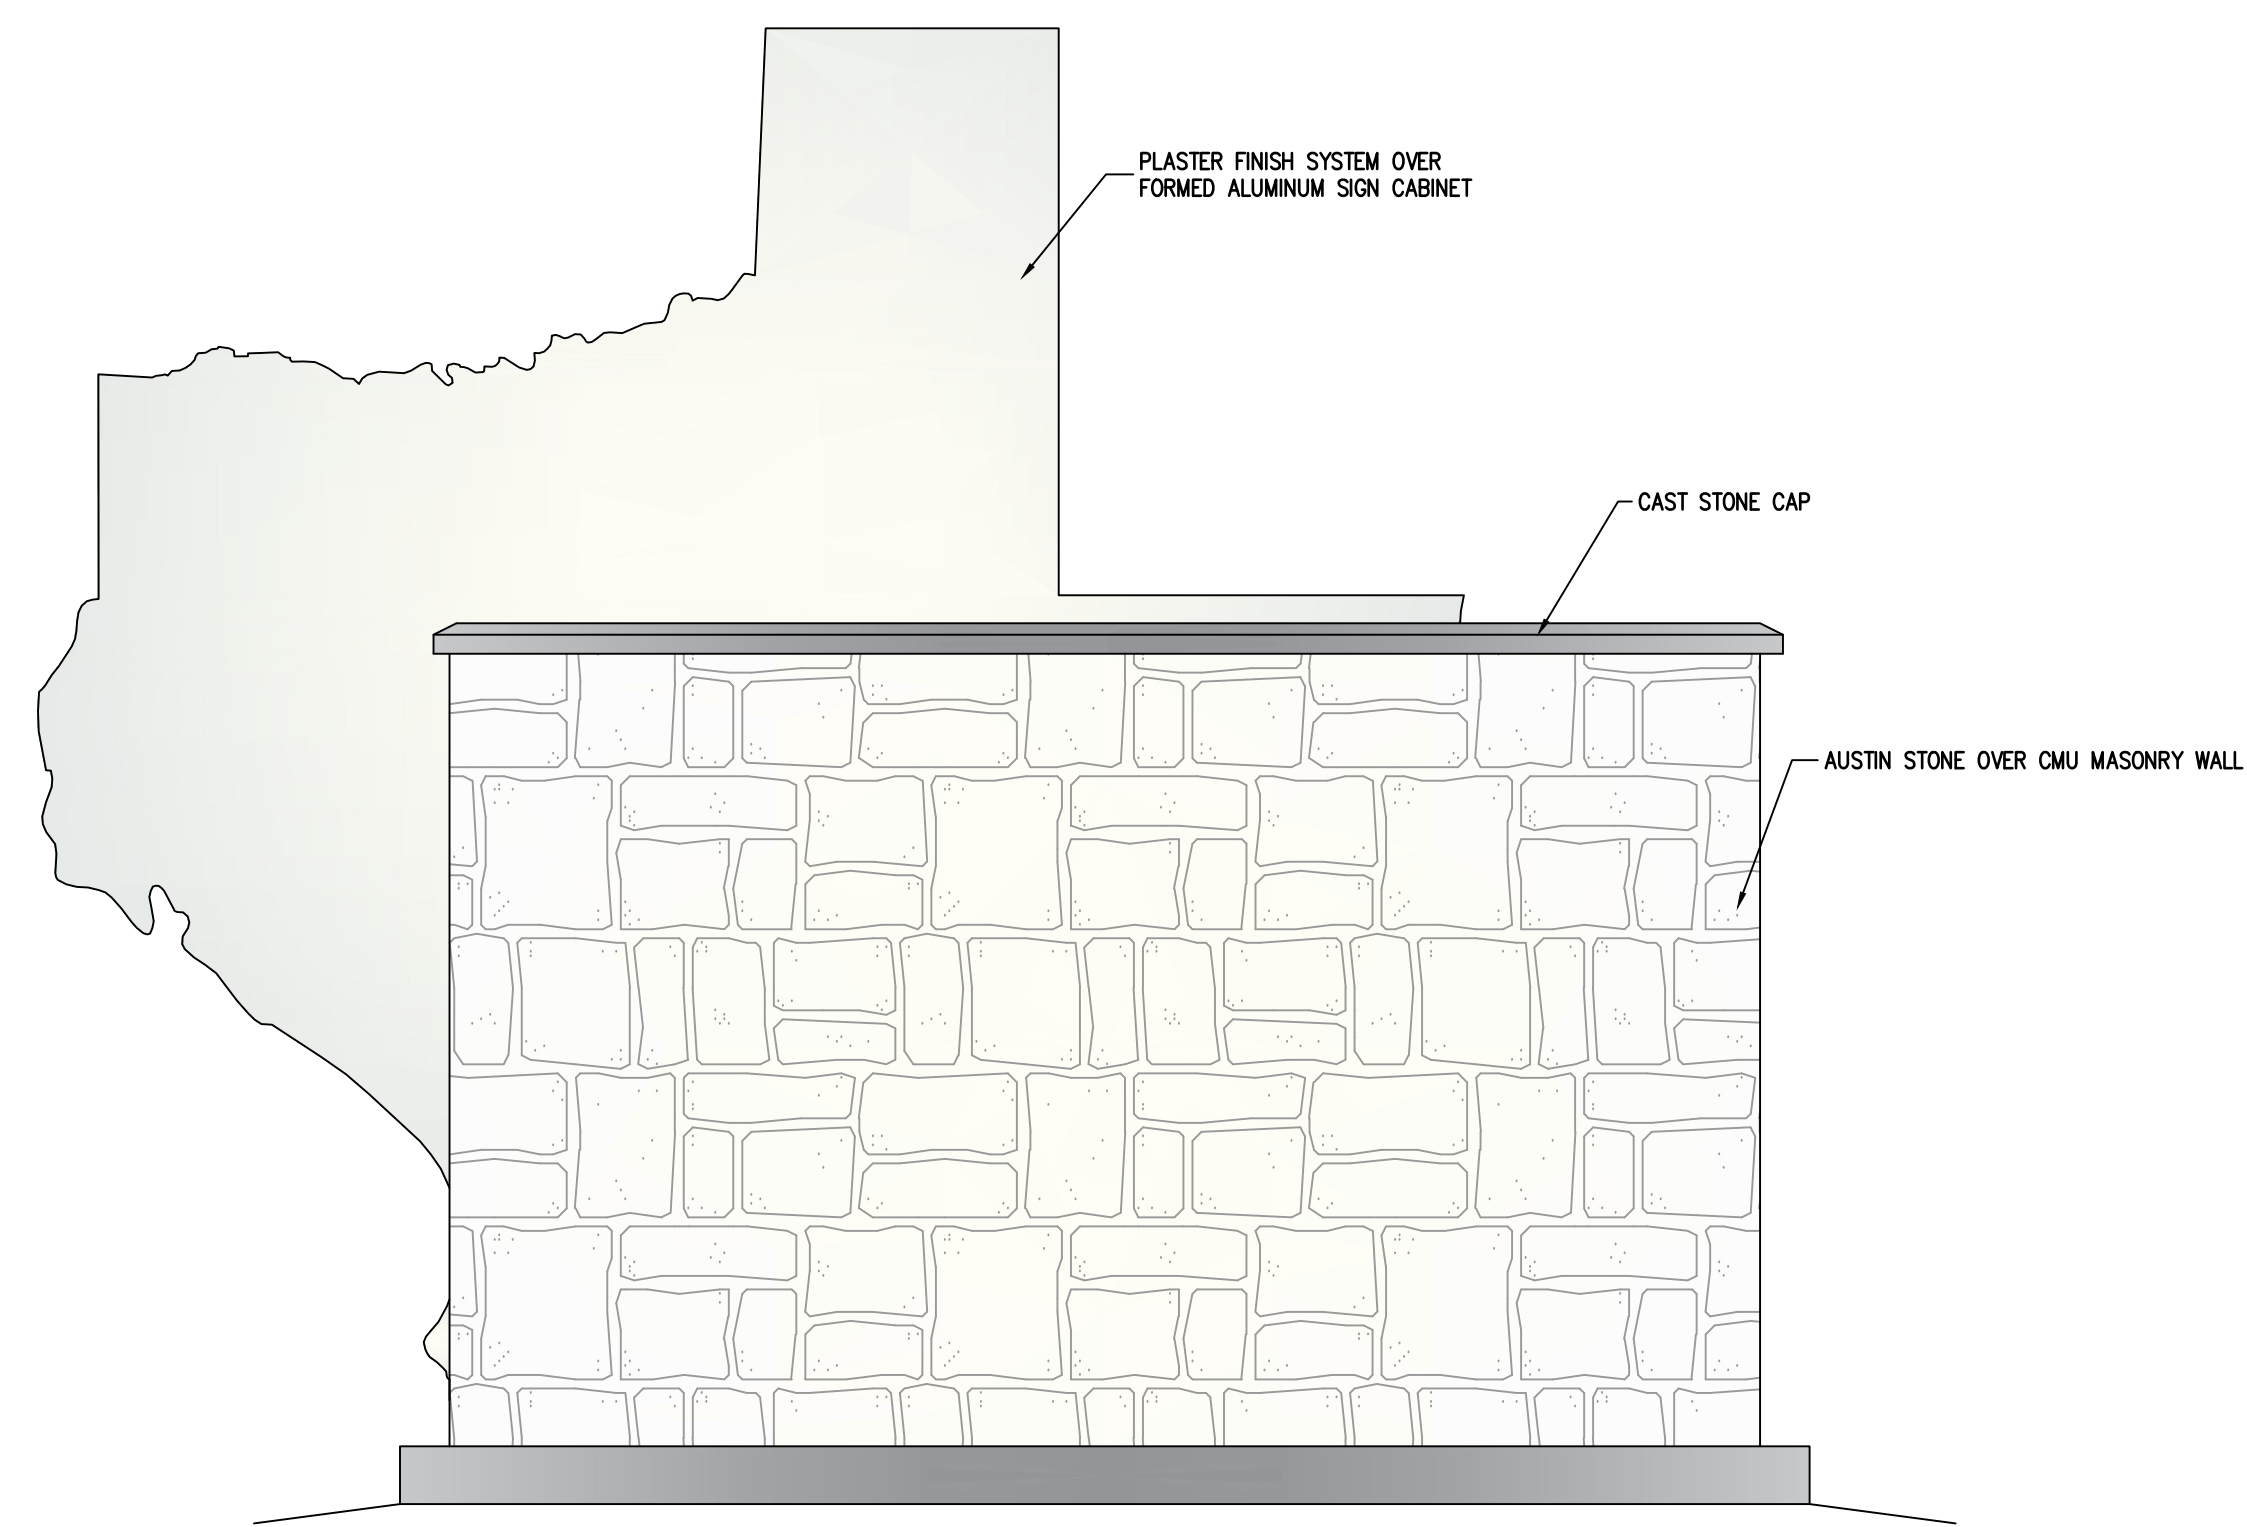 PLASTER FINISH SYSTEM OVER
FORMED ALUMINUM SIGN CABINET
CAST STONE CAP
AUSTIN STONE OVER CMU MASONRY WALL